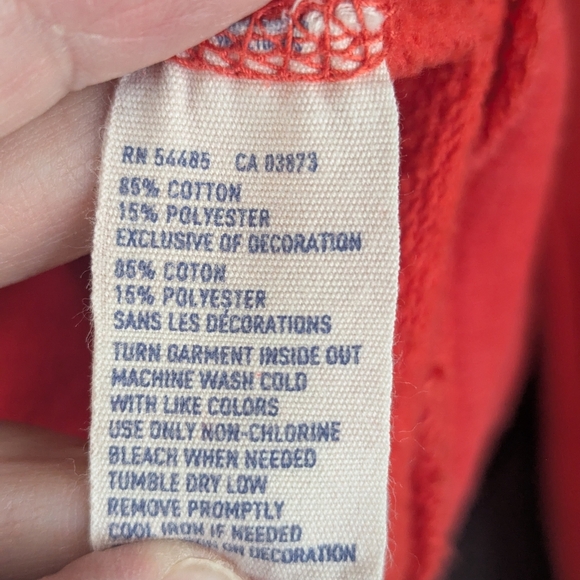 RN 54485 CA 03873
85% COTTON
15% POLYESTER
EXCLUSIVE OF DECORATION
85% COTON
15% POLYESTER
SANS LES DÉCORATIONS
TURN GARMENT INSIDE OUT
MACHINE WASH COLD
WITH LIKE COLORS
USE ONLY NON-CHLORINE
BLEACH WHEN NEEDED
TUMBLE DRY LOW
REMOVE PROMPTLY
COOL IRON IF NEEDED
ON DECORATION